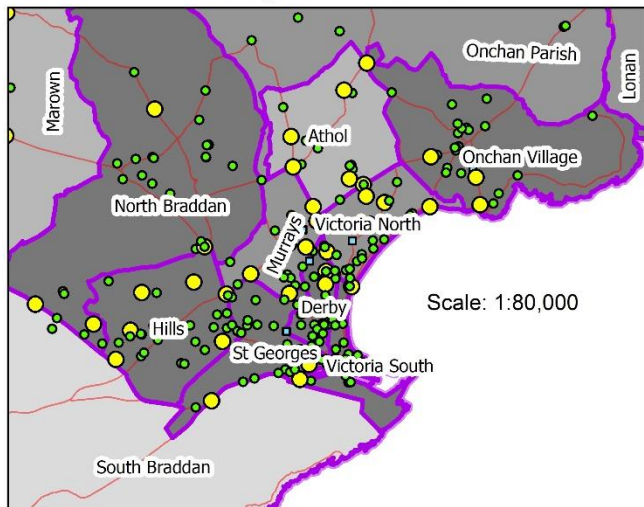 Onchan Parish
Lonan
Marown
Athol
Onchan Village
North Braddan
Victoria North
Murrays
Scale: 1:80,000
Derby
Hills
St Georges
Victoria South
South Braddan